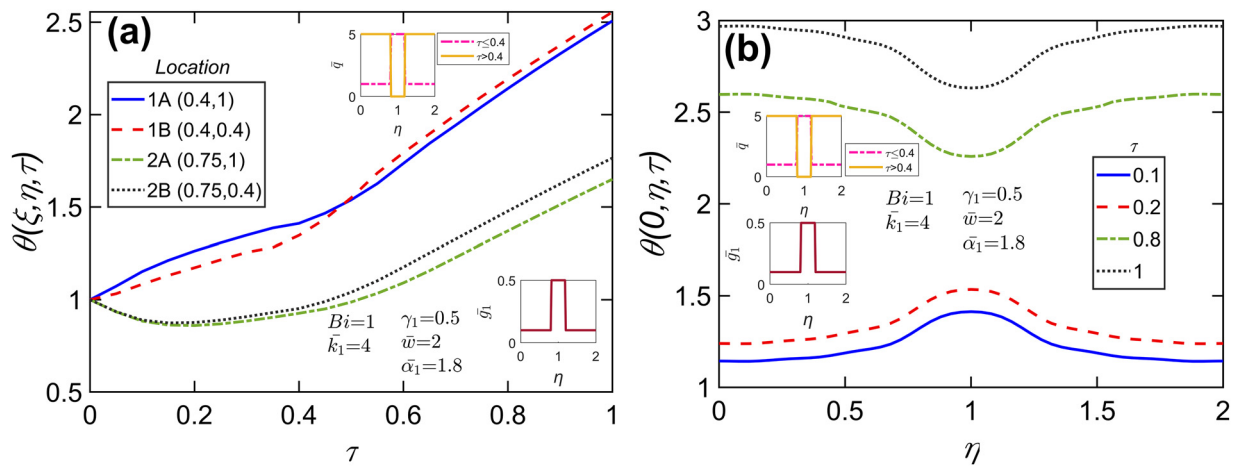 (a)
θ(ξ,η,τ)
2.5
2
1.5
1
0.5
0
0.2
0.4
0.6
0.8
1
τ
Location
1A (0.4,1)
1B (0.4,0.4)
2A (0.75,1)
2B (0.75,0.4)
q̄
5
0
0
1
2
η
τ≤0.4
τ>0.4
Bi=1
γ₁=0.5
k̄₁=4
w̄=2
ᾱ₁=1.8
ḡ₁
0.5
0
0
1
2
η
(b)
θ(0,η,τ)
3
2.5
2
1.5
1
0
0.5
1
1.5
2
η
q̄
5
0
0
1
2
η
τ≤0.4
τ>0.4
Bi=1
γ₁=0.5
k̄₁=4
w̄=2
ᾱ₁=1.8
ḡ₁
0.5
0
0
1
2
η
τ
0.1
0.2
0.8
1